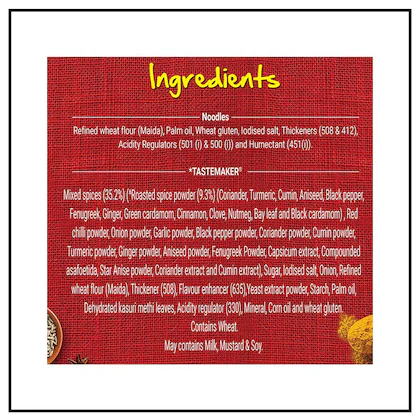 Ingredients
Noodles
Refined wheat flour (Maida), Palm oil, Wheat gluten, Iodised salt, Thickeners (508 & 412),
Acidity Regulators (501 (i) & 500 (i)) and Humectant (451(i)).
*TASTEMAKER®
Mixed spices (35.2%) (*Roasted spice powder (9.3%) (Coriander, Turmeric, Cumin, Aniseed, Black pepper,
Fenugreek, Ginger, Green cardamom, Cinnamon, Clove, Nutmeg, Bay leaf and Black cardamom) , Red
chilli powder, Onion powder, Garlic powder, Black pepper powder, Coriander powder, Cumin powder,
Turmeric powder, Ginger powder, Aniseed powder, Fenugreek Powder, Capsicum extract, Compounded
asafoetida, Star Anise powder, Coriander extract and Cumin extract), Sugar, Iodised salt, Onion, Refined
wheat flour (Maida), Thickener (508), Flavour enhancer (635),Yeast extract powder, Starch, Palm oil,
Dehydrated kasuri methi leaves, Acidity regulator (330), Mineral, Corn oil and wheat gluten.
Contains Wheat.
May contains Milk, Mustard & Soy.